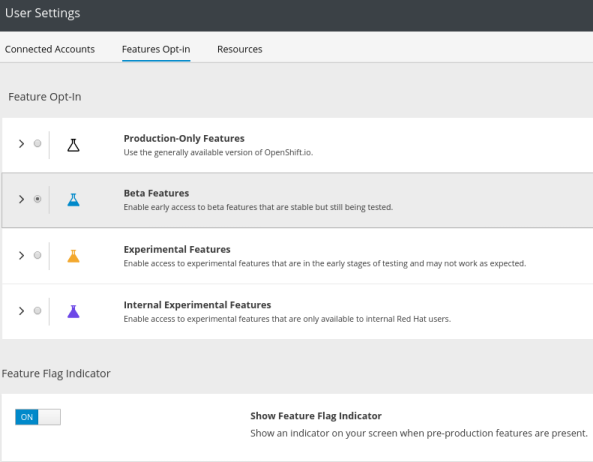 User Settings
Connected Accounts Features Opt-in Resources
Feature Opt-In
Production-Only Features
Use the generally available version of OpenShift.io.
Beta Features
Enable early access to beta features that are stable but still being tested.
Experimental Features
Enable access to experimental features that are in the early stages of testing and may not work as expected.
Internal Experimental Features
Enable access to experimental features that are only available to internal Red Hat users.
Feature Flag Indicator
ON
Show Feature Flag Indicator
Show an indicator on your screen when pre-production features are present.